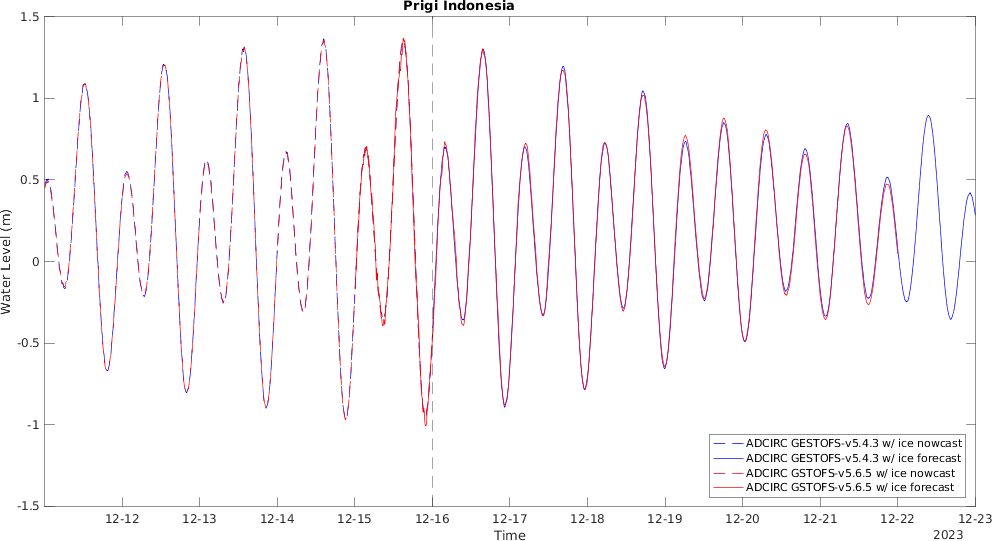 Prigi Indonesia
1.5
1
0.5
0
-0.5
-1
-1.5
Water Level (m)
12-12 12-13 12-14 12-15 12-16 12-17 12-18 12-19 12-20 12-21 12-22 12-23
Time
2023
ADCIRC GESTOFS-v5.4.3 w/ ice nowcast
ADCIRC GESTOFS-v5.4.3 w/ ice forecast
ADCIRC GSTOFS-v5.6.5 w/ ice nowcast
ADCIRC GSTOFS-v5.6.5 w/ ice forecast